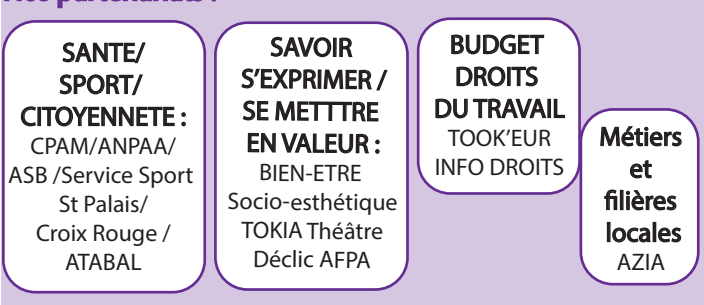 Nos partenariats :
SANTE/
SPORT/
CITOYENNETE :
CPAM/ANPAA/
ASB /Service Sport
St Palais/
Croix Rouge /
ATABAL
SAVOIR
S'EXPRIMER /
SE METTTRE
EN VALEUR :
BIEN-ETRE
Socio-esthétique
TOKIA Théâtre
Déclic AFPA
BUDGET
DROITS
DU TRAVAIL
TOOK'EUR
INFO DROITS
Métiers
et
filières
locales
AZIA